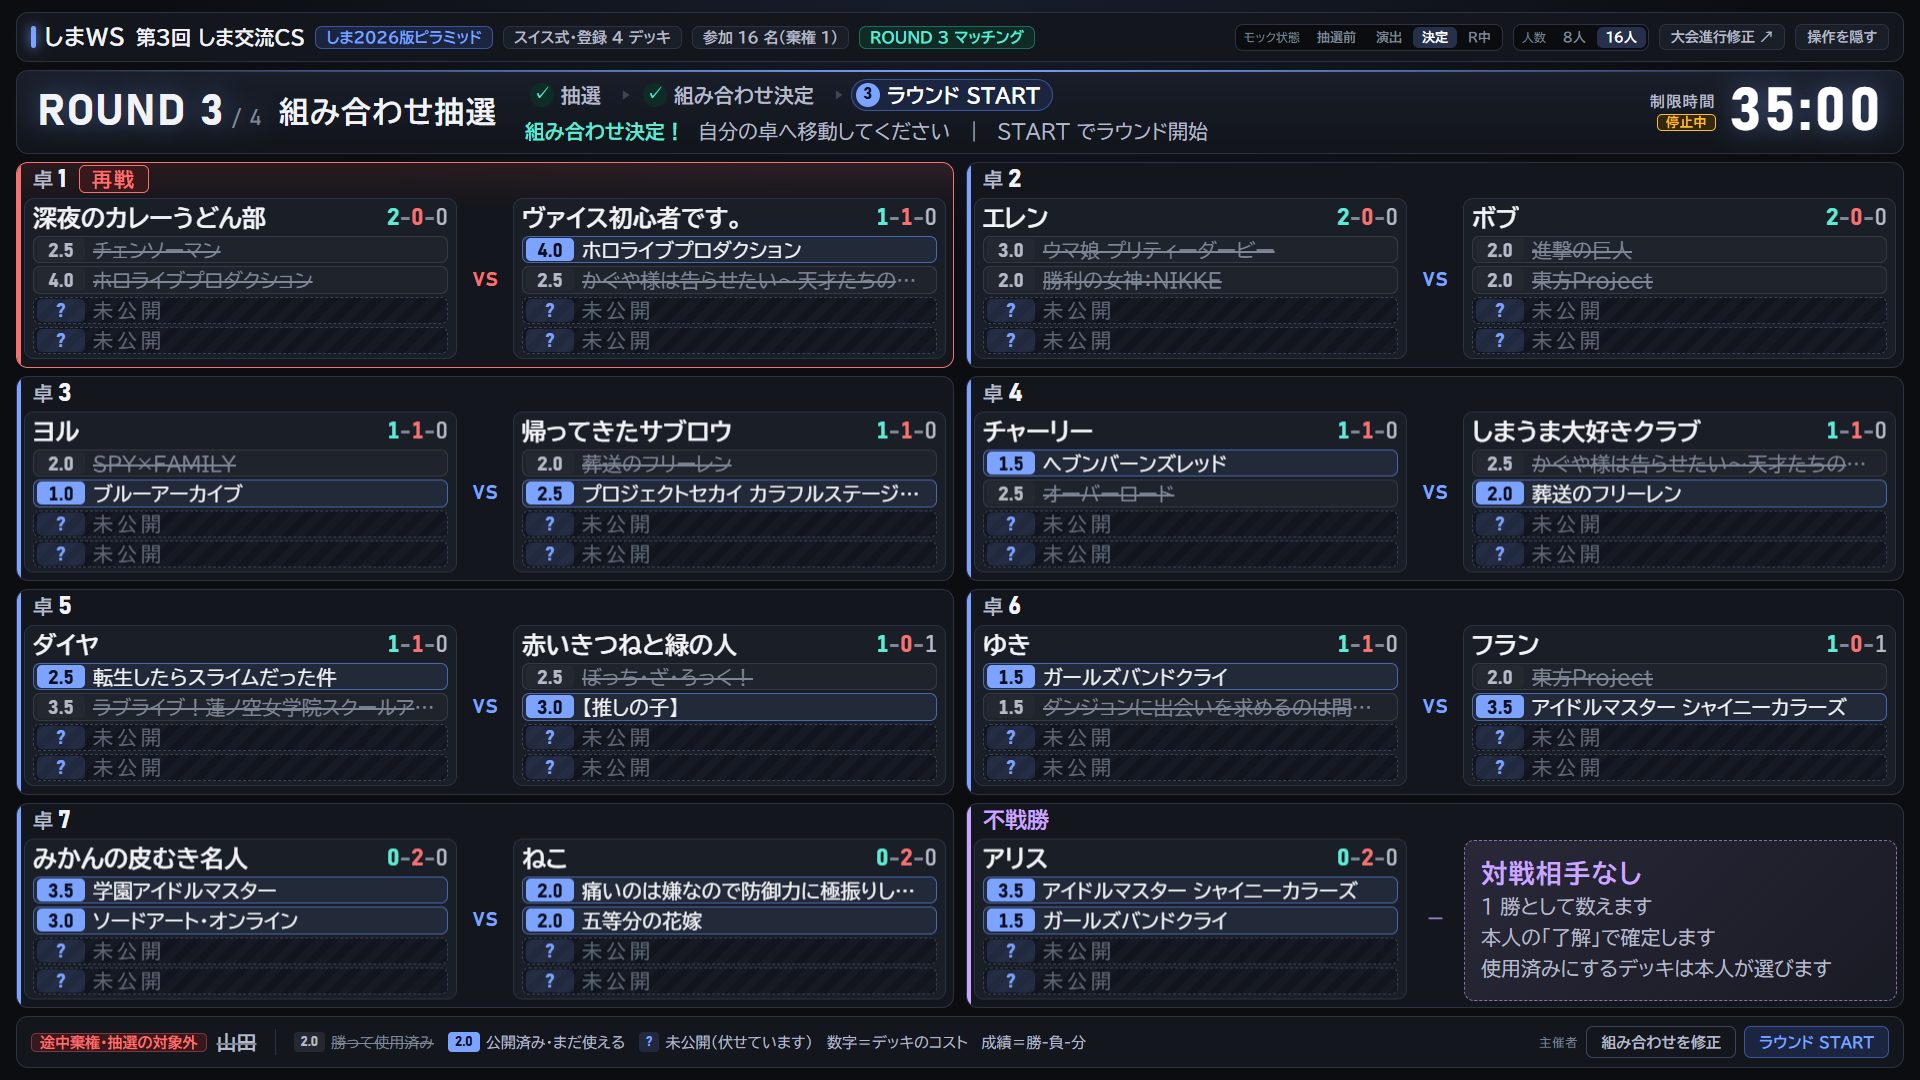 しまWS 第3回 しま交流CS しま2026版ピラミッド スイス式・登録 4 デッキ 参加 16 名(棄権 1) ROUND 3 マッチング モック状態 抽選前 演出 決定 R中 人数 8人 16人 大会進行修正 ↗ 操作を隠す
ROUND 3 / 4 組み合わせ抽選
✓ 抽選 ▸ ✓ 組み合わせ決定 ▸ 3 ラウンド START
組み合わせ決定！ 自分の卓へ移動してください ｜ START でラウンド開始
制限時間 停止中 35:00
卓 1 再戦
深夜のカレーうどん部 2-0-0
2.5 チェンソーマン
4.0 ホロライブプロダクション
? 未公開
? 未公開
VS
ヴァイス初心者です。 1-1-0
4.0 ホロライブプロダクション
2.5 かぐや様は告らせたい〜天才たちの…
? 未公開
? 未公開
卓 2
エレン 2-0-0
3.0 ウマ娘 プリティーダービー
2.0 勝利の女神：NIKKE
? 未公開
? 未公開
VS
ボブ 2-0-0
2.0 進撃の巨人
2.0 東方Project
? 未公開
? 未公開
卓 3
ヨル 1-1-0
2.0 SPY×FAMILY
1.0 ブルーアーカイブ
? 未公開
? 未公開
VS
帰ってきたサブロウ 1-1-0
2.0 葬送のフリーレン
2.5 プロジェクトセカイ カラフルステージ…
? 未公開
? 未公開
卓 4
チャーリー 1-1-0
1.5 ヘブンバーンズレッド
2.5 オーバーロード
? 未公開
? 未公開
VS
しまうま大好きクラブ 1-1-0
2.5 かぐや様は告らせたい〜天才たちの…
2.0 葬送のフリーレン
? 未公開
? 未公開
卓 5
ダイヤ 1-1-0
2.5 転生したらスライムだった件
3.5 ラブライブ！蓮ノ空女学院スクールア…
? 未公開
? 未公開
VS
赤いきつねと緑の人 1-0-1
2.5 ぼっち・ざ・ろっく！
3.0 【推しの子】
? 未公開
? 未公開
卓 6
ゆき 1-1-0
1.5 ガールズバンドクライ
1.5 ダンジョンに出会いを求めるのは間…
? 未公開
? 未公開
VS
フラン 1-0-1
2.0 東方Project
3.5 アイドルマスター シャイニーカラーズ
? 未公開
? 未公開
卓 7
みかんの皮むき名人 0-2-0
3.5 学園アイドルマスター
3.0 ソードアート・オンライン
? 未公開
? 未公開
VS
ねこ 0-2-0
2.0 痛いのは嫌なので防御力に極振りし…
2.0 五等分の花嫁
? 未公開
? 未公開
不戦勝
アリス 0-2-0
3.5 アイドルマスター シャイニーカラーズ
1.5 ガールズバンドクライ
? 未公開
? 未公開
—
対戦相手なし
1 勝として数えます
本人の「了解」で確定します
使用済みにするデッキは本人が選びます
途中棄権・抽選の対象外 山田 2.0 勝って使用済み 2.0 公開済み・まだ使える ? 未公開(伏せています) 数字＝デッキのコスト 成績＝勝-負-分 主催者 組み合わせを修正 ラウンド START